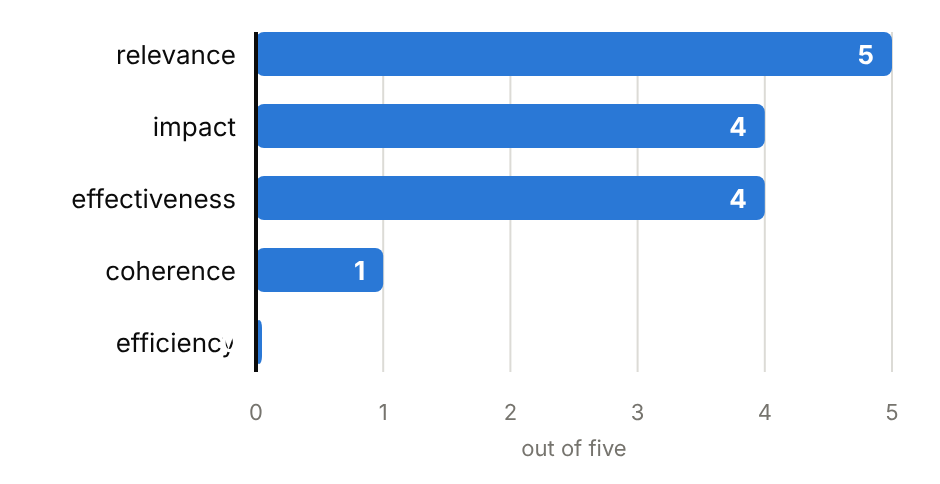 relevance 5
impact 4
effectiveness 4
coherence 1
efficiency
0 1 2 3 4 5
out of five